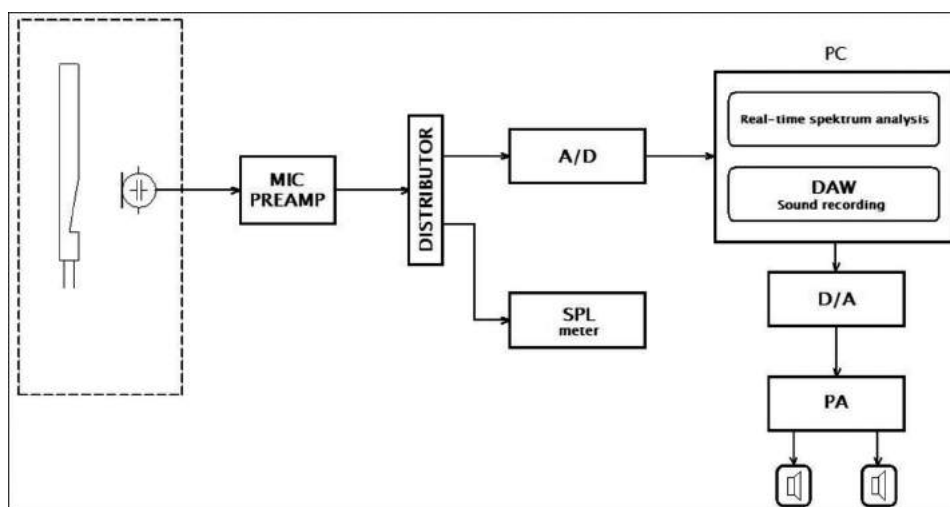 PC
Real-time spektrum analysis
A/D
MIC
PREAMP
DISTRIBUTOR
DAW
Sound recording
SPL
meter
D/A
PA